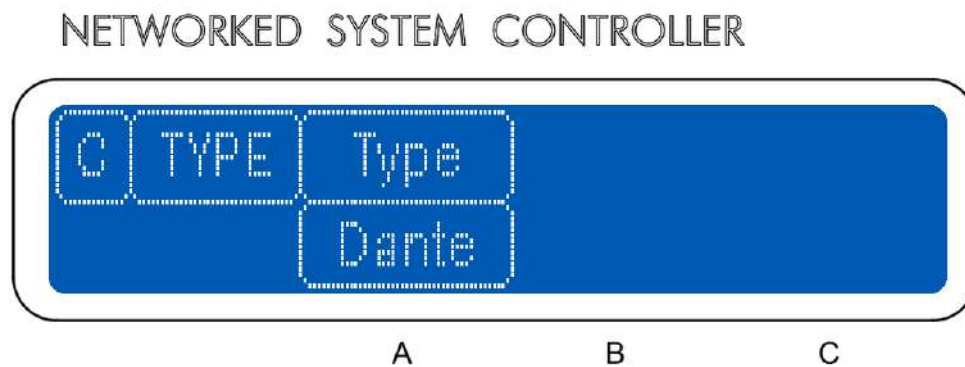 NETWORKED SYSTEM CONTROLLER
C TYPE Type
Dante
A B C